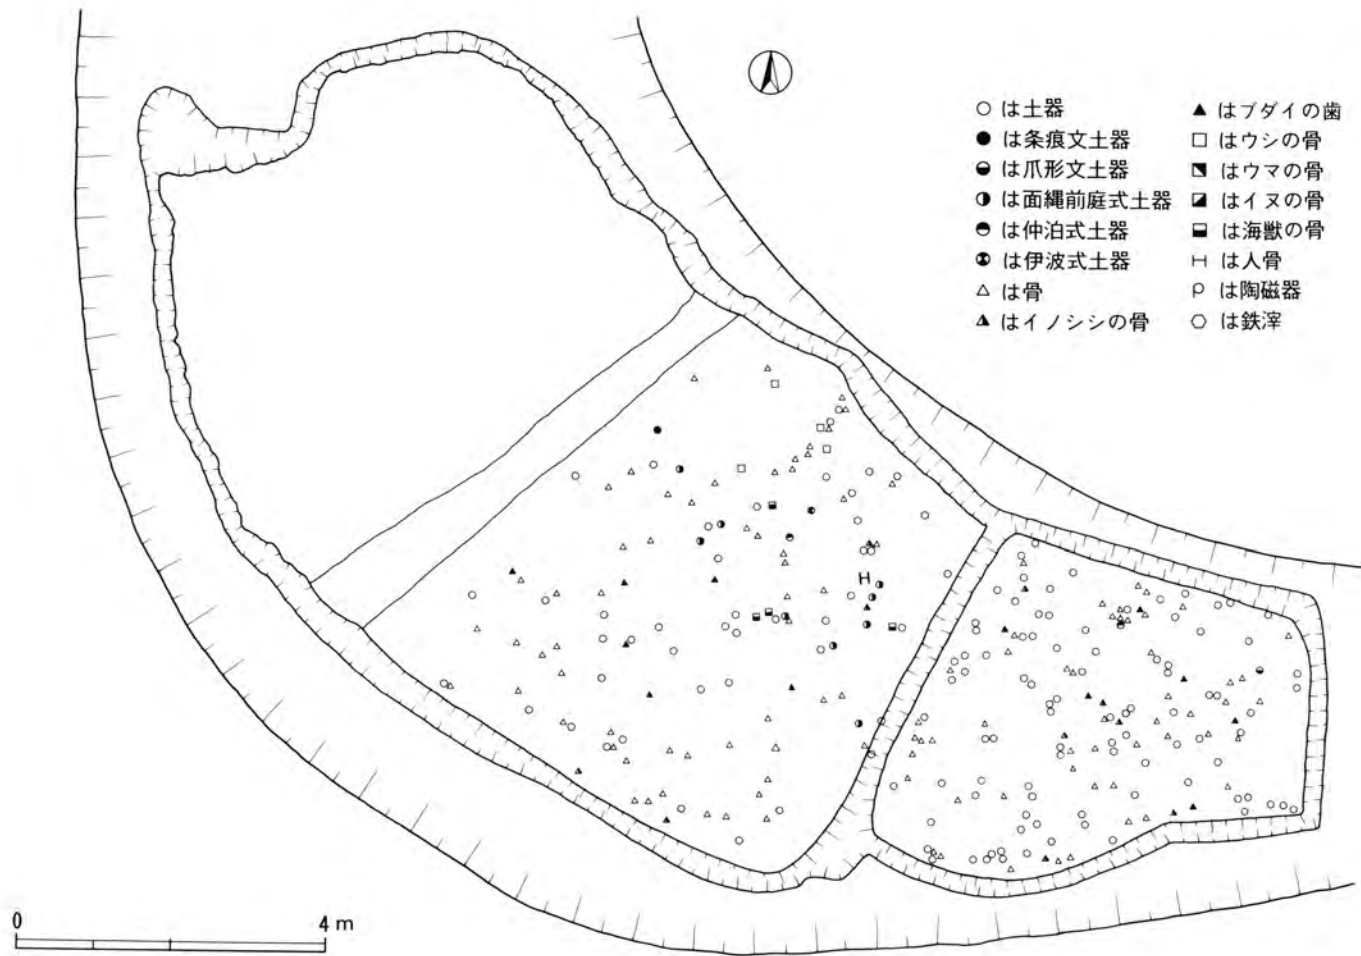 ○は土器
●は条痕文土器
◒は爪形文土器
◑は面縄前庭式土器
◓は仲泊式土器
は伊波式土器
△は骨
◮はイノシシの骨
▲はブダイの歯
□はウシの骨
◥はウマの骨
◪はイヌの骨
⬓は海獣の骨
Hは人骨
ρは陶磁器
⬡は鉄滓
H
0 4 m